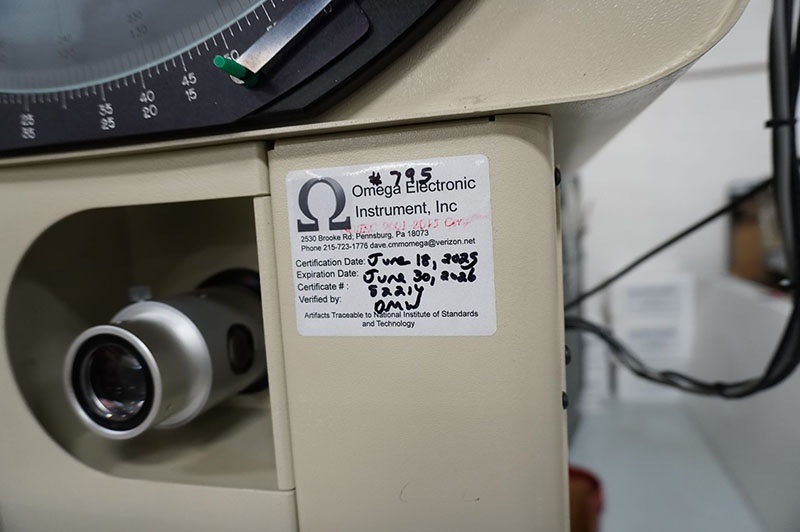 50
45
15
40
20
35
25
# 795
Ω Omega Electronic
Instrument, Inc
2530 Brooke Rd, Pennsburg, Pa 18073
Phone 215-723-1776 dave.cmmomega@verizon.net
Certification Date: June 18, 2025
Expiration Date: June 30, 2026
Certificate # : 52214
Verified by: DMW
Artifacts Traceable to National Institute of Standards
and Technology